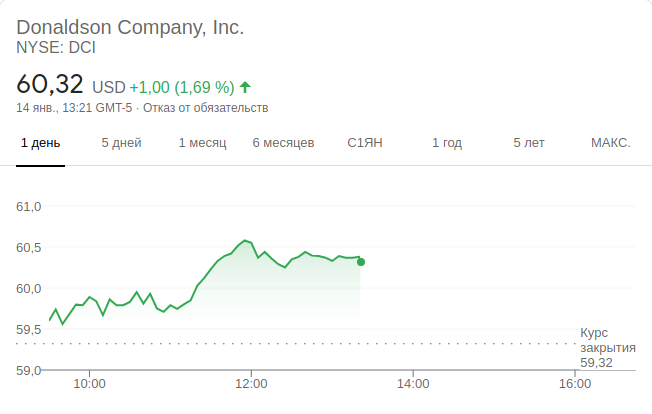 Donaldson Company, Inc.
NYSE: DCI
60,32 USD +1,00 (1,69 %)
14 янв., 13:21 GMT-5 · Отказ от обязательств
1 день 5 дней 1 месяц 6 месяцев С1ЯН 1 год 5 лет МАКС.
61,0
60,5
60,0
59,5
Курс
закрытия
59,32
59,0
10:00 12:00 14:00 16:00